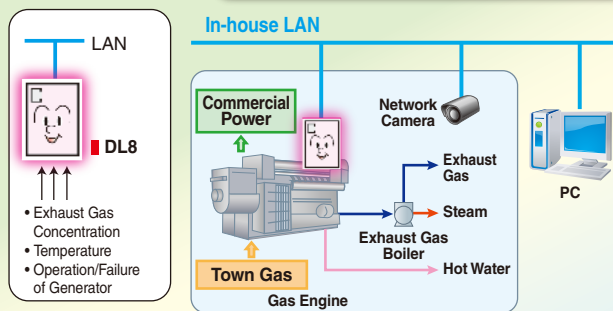 LAN
C
DL8
• Exhaust Gas
Concentration
• Temperature
• Operation/Failure
of Generator
In-house LAN
Commercial
Power
C
Network
Camera
PC
Exhaust
Gas
Steam
Exhaust Gas
Boiler
Hot Water
Town Gas
Gas Engine